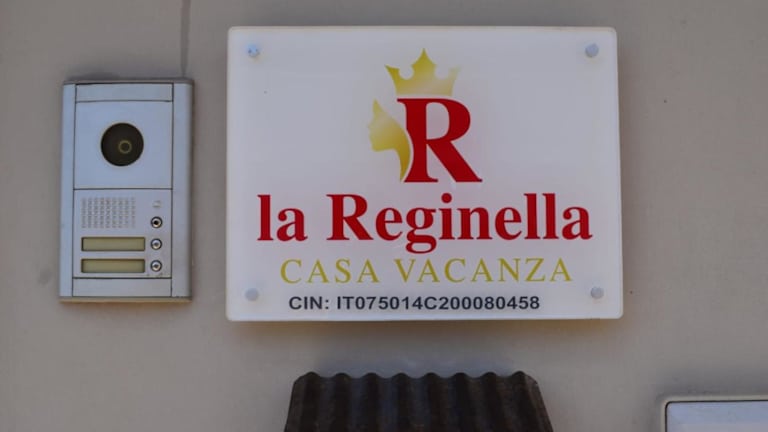 R
la Reginella
CASA VACANZA
CIN: IT075014C200080458